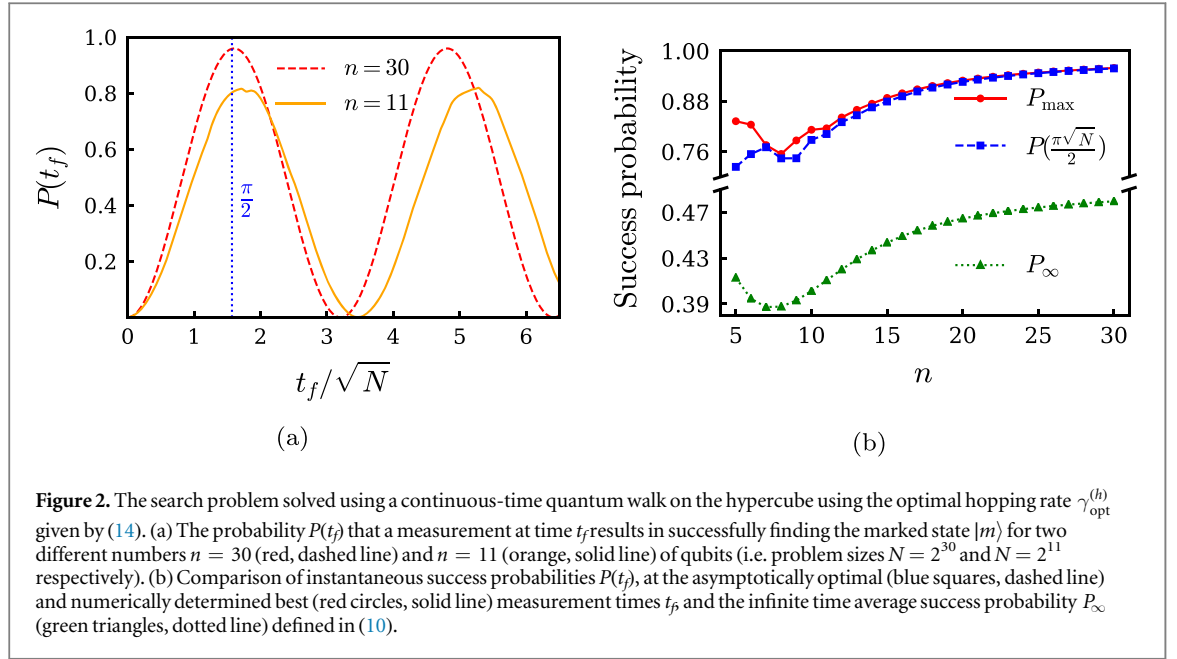 1.0
0.8
0.6
0.4
0.2
P(t_f)
n = 30
n = 11
π/2
0 1 2 3 4 5 6
t_f/√N
(a)
Success probability
1.00
0.88
0.76
0.47
0.43
0.39
P_max
P(π√N/2)
P_∞
5 10 15 20 25 30
n
(b)
Figure 2. The search problem solved using a continuous-time quantum walk on the hypercube using the optimal hopping rate γ_opt^(h)
given by (14). (a) The probability P(t_f) that a measurement at time t_f results in successfully finding the marked state |m⟩ for two
different numbers n = 30 (red, dashed line) and n = 11 (orange, solid line) of qubits (i.e. problem sizes N = 2^30 and N = 2^11
respectively). (b) Comparison of instantaneous success probabilities P(t_f), at the asymptotically optimal (blue squares, dashed line)
and numerically determined best (red circles, solid line) measurement times t_f, and the infinite time average success probability P_∞
(green triangles, dotted line) defined in (10).